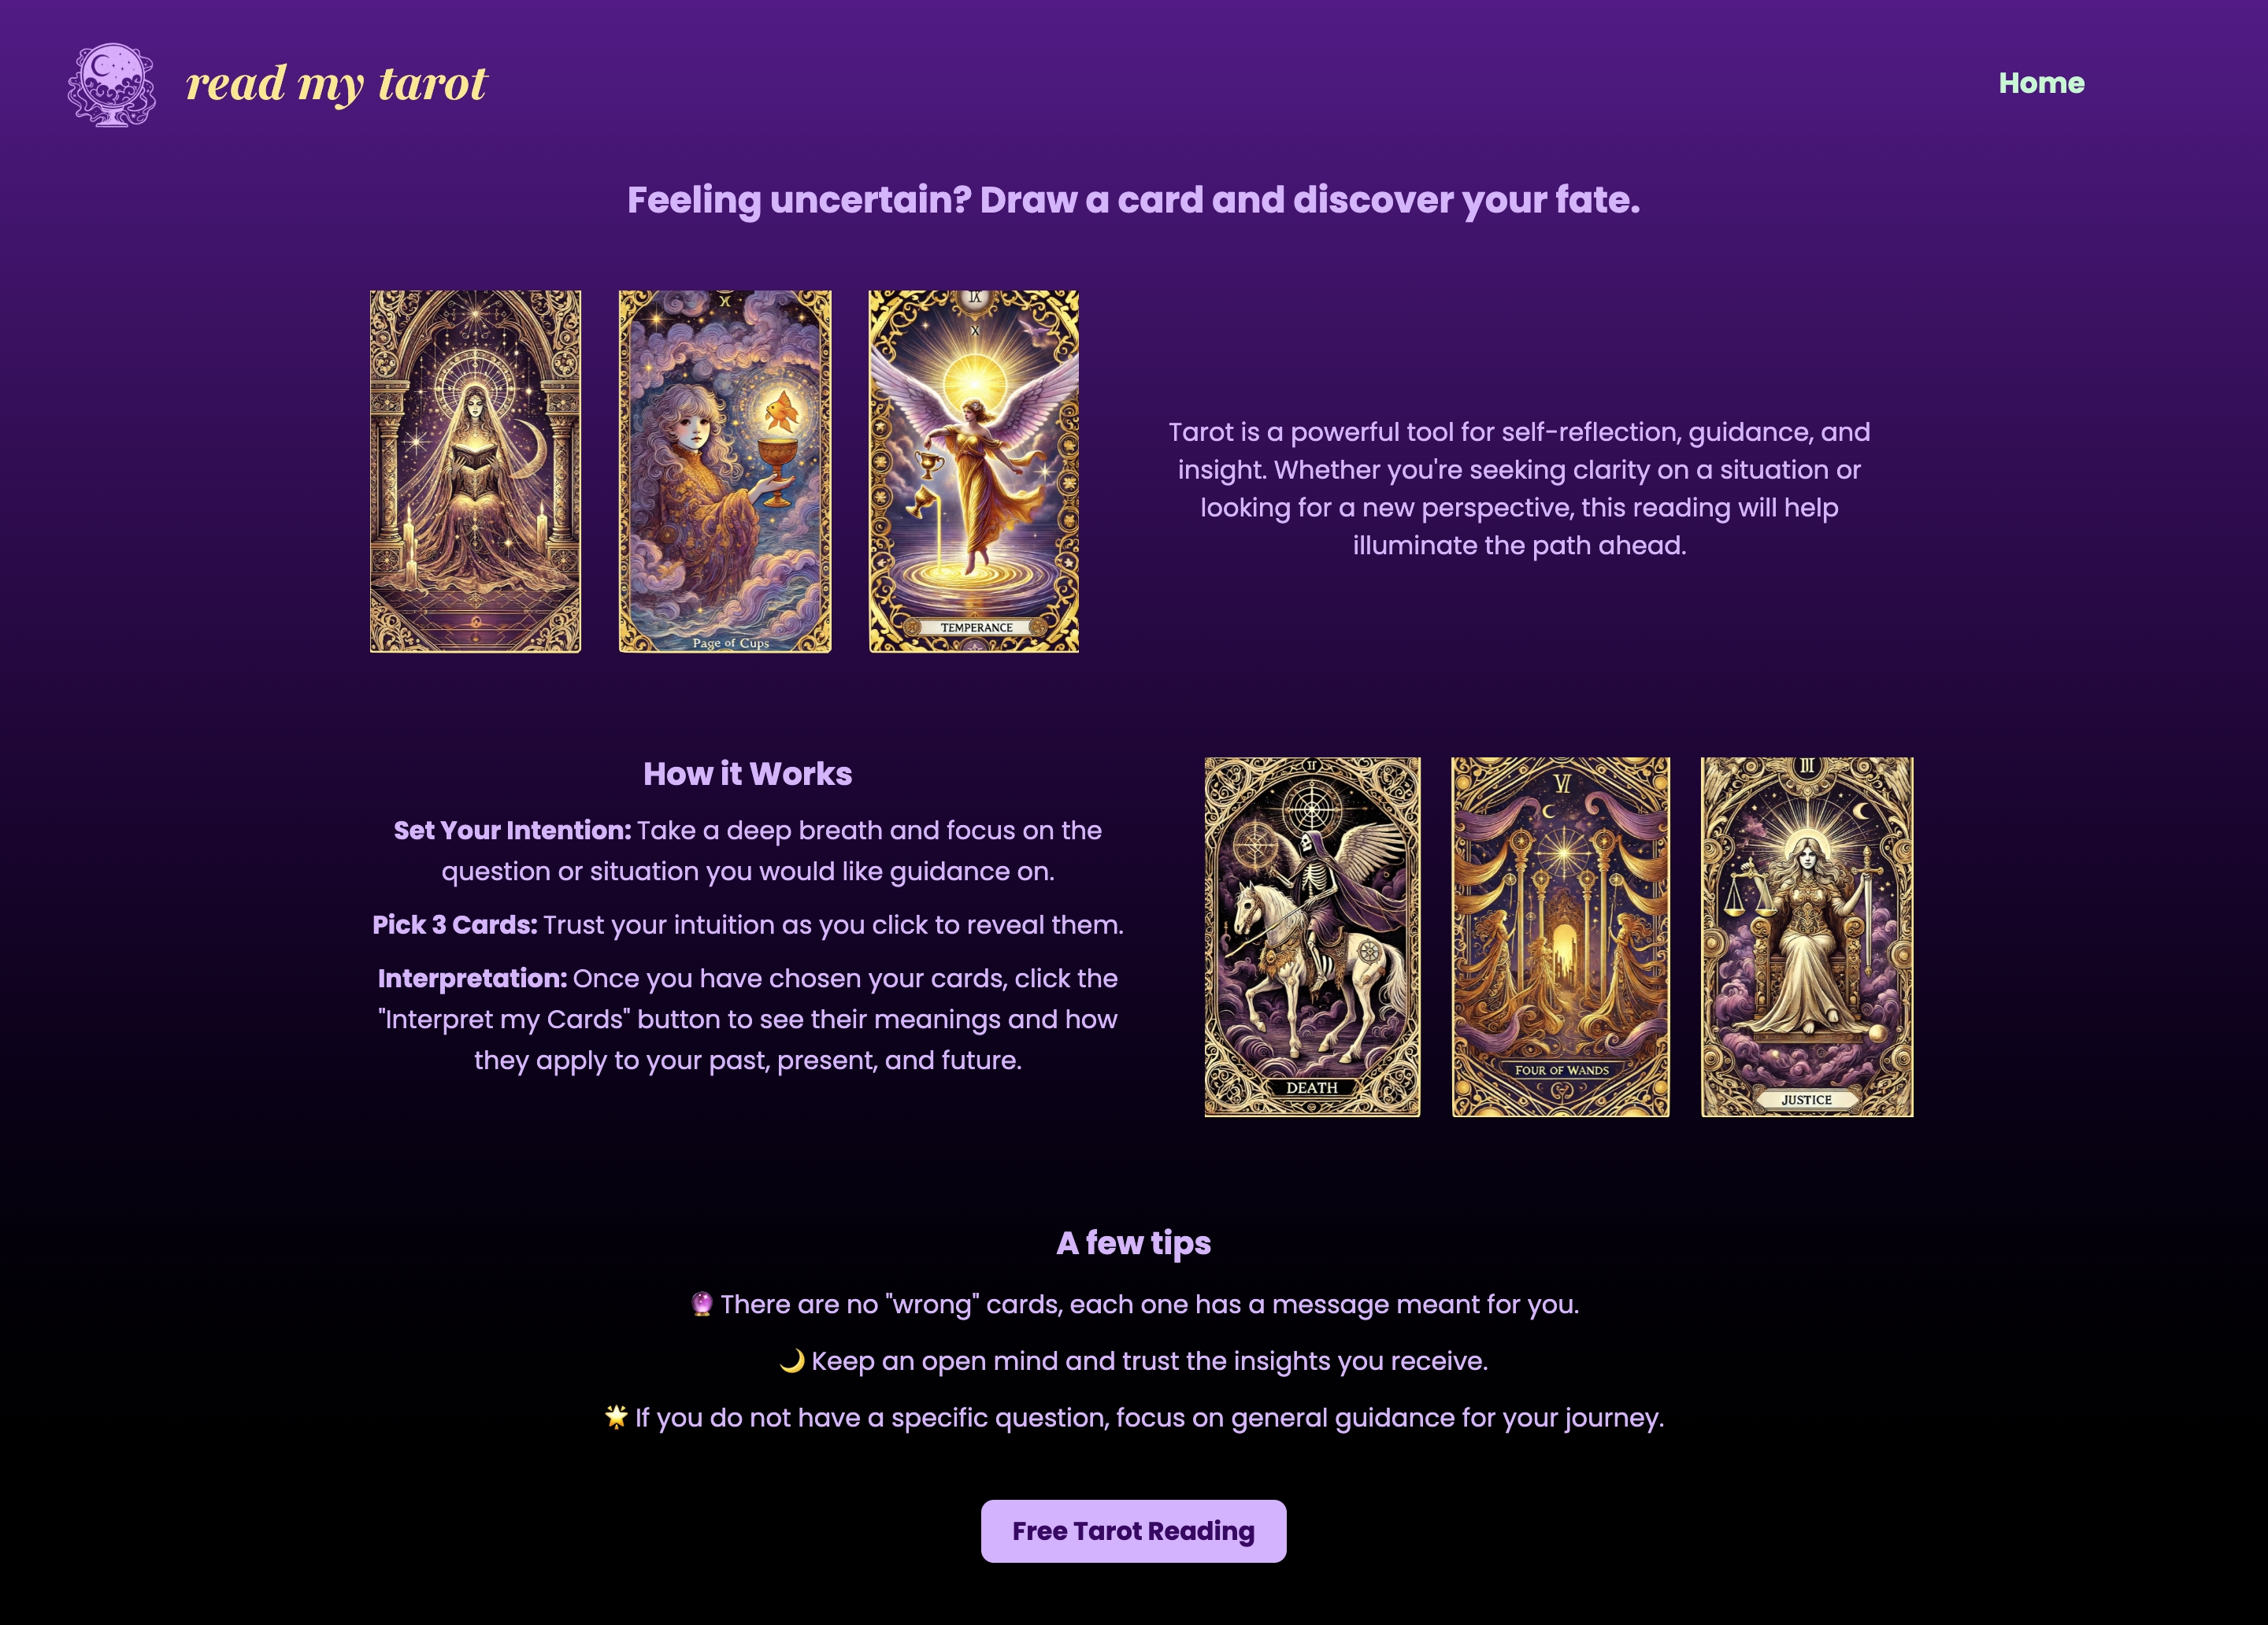 read my tarot
Home
Feeling uncertain? Draw a card and discover your fate.
IX
X
Page of Cups
TEMPERANCE
Tarot is a powerful tool for self-reflection, guidance, and
insight. Whether you're seeking clarity on a situation or
looking for a new perspective, this reading will help
illuminate the path ahead.
How it Works
Set Your Intention: Take a deep breath and focus on the
question or situation you would like guidance on.
Pick 3 Cards: Trust your intuition as you click to reveal them.
Interpretation: Once you have chosen your cards, click the
"Interpret my Cards" button to see their meanings and how
they apply to your past, present, and future.
II
VI
III
DEATH
FOUR OF WANDS
JUSTICE
A few tips
🔮 There are no "wrong" cards, each one has a message meant for you.
🌙 Keep an open mind and trust the insights you receive.
🌟 If you do not have a specific question, focus on general guidance for your journey.
Free Tarot Reading